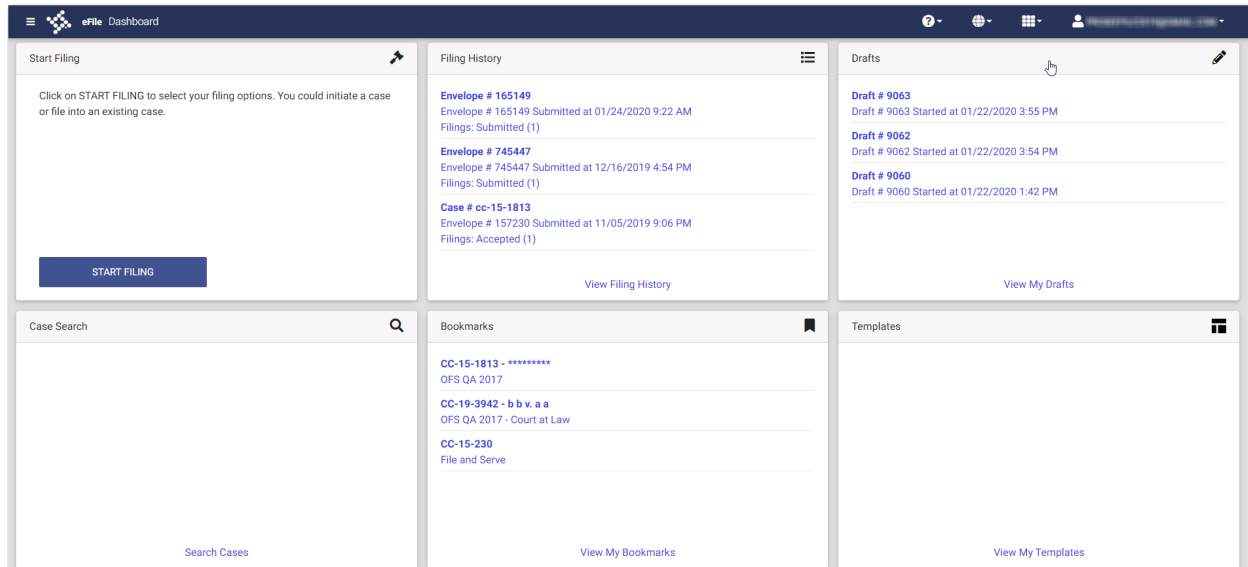 eFile Dashboard
Start Filing
Click on START FILING to select your filing options. You could initiate a case
or file into an existing case.
START FILING
Filing History
Envelope # 165149
Envelope # 165149 Submitted at 01/24/2020 9:22 AM
Filings: Submitted (1)
Envelope # 745447
Envelope # 745447 Submitted at 12/16/2019 4:54 PM
Filings: Submitted (1)
Case # cc-15-1813
Envelope # 157230 Submitted at 11/05/2019 9:06 PM
Filings: Accepted (1)
View Filing History
Drafts
Draft # 9063
Draft # 9063 Started at 01/22/2020 3:55 PM
Draft # 9062
Draft # 9062 Started at 01/22/2020 3:54 PM
Draft # 9060
Draft # 9060 Started at 01/22/2020 1:42 PM
View My Drafts
Case Search
Search Cases
Bookmarks
CC-15-1813 - *********
OFS QA 2017
CC-19-3942 - b b v. a a
OFS QA 2017 - Court at Law
CC-15-230
File and Serve
View My Bookmarks
Templates
View My Templates